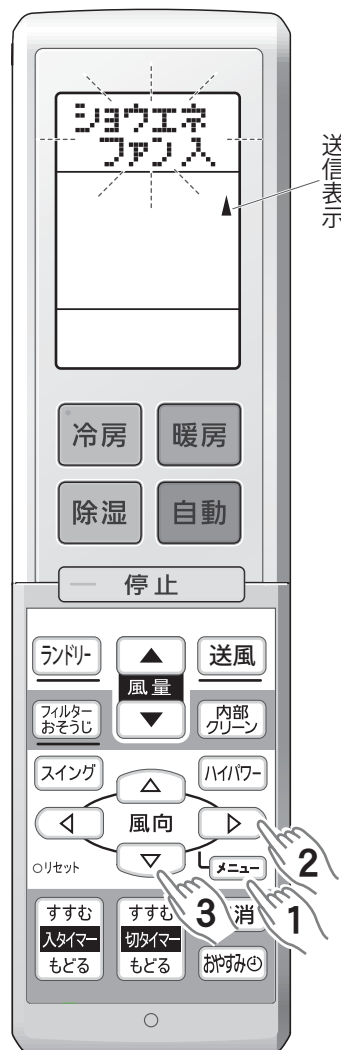 ショウエネ
ファン入
送信表示
冷房
暖房
除湿
自動
停止
ランドリー
▲
風量
▼
送風
フィルター
おそうじ
内部
クリーン
スイング
ハイパワー
△
◁
風向
▷
▽
○リセット
メニュー
2
3
1
すすむ
入タイマー
もどる
すすむ
切タイマー
もどる
消
おやすみ